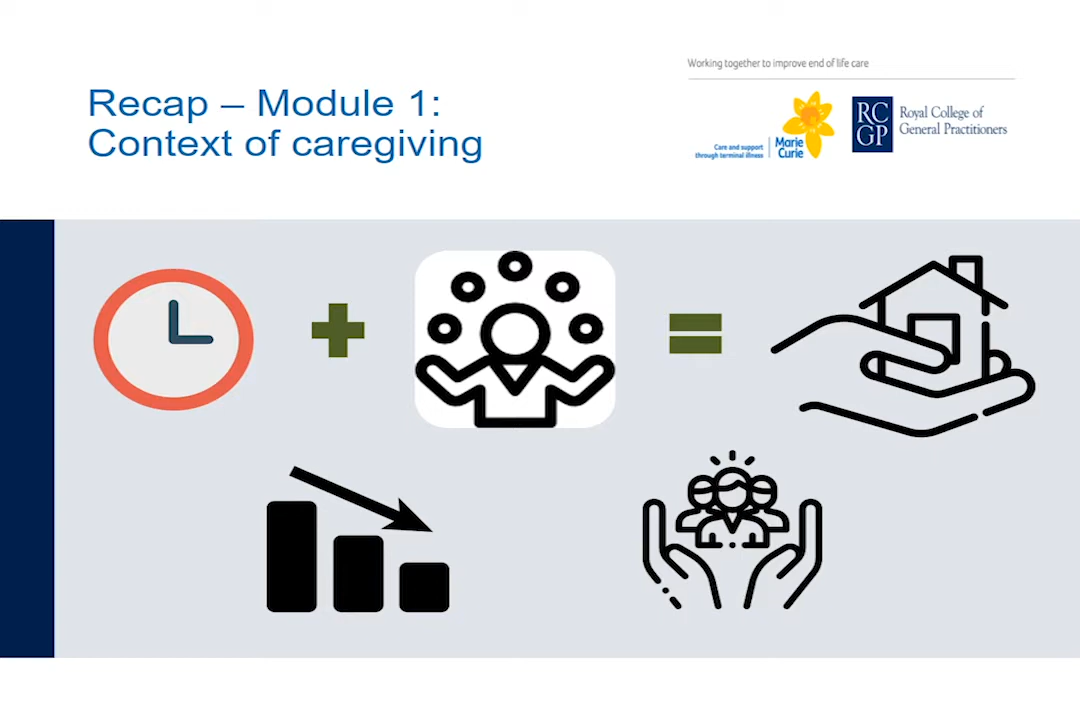 Working together to improve end of life care
Recap – Module 1:
Context of caregiving
Care and support
through terminal illness
Marie
Curie
RC
GP
Royal College of
General Practitioners